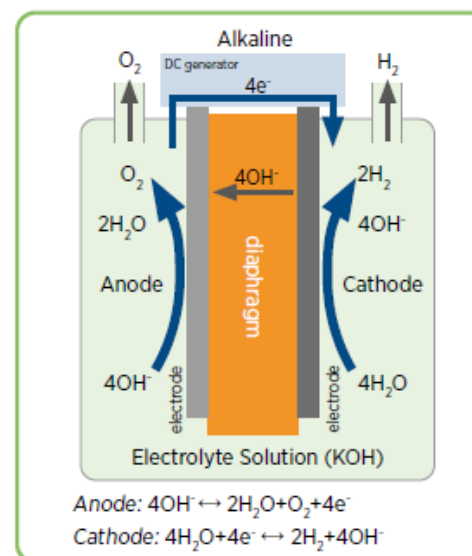 Alkaline
O₂
DC generator
H₂
4e⁻
O₂
4OH⁻
2H₂
2H₂O
4OH⁻
diaphragm
Anode
Cathode
4OH⁻
electrode
electrode
4H₂O
Electrolyte Solution (KOH)
Anode: 4OH⁻ ↔ 2H₂O+O₂+4e⁻
Cathode: 4H₂O+4e⁻ ↔ 2H₂+4OH⁻